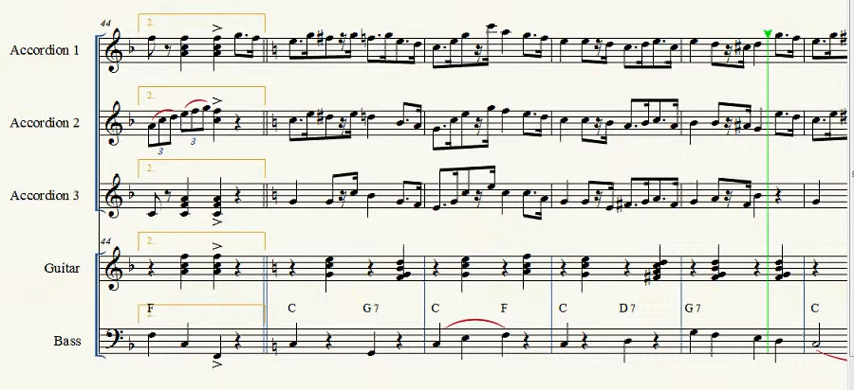 44
2.
Accordion 1
2.
Accordion 2
3 3
2.
Accordion 3
44
2.
Guitar
F C G7 C F C D7 G7 C
2.
Bass